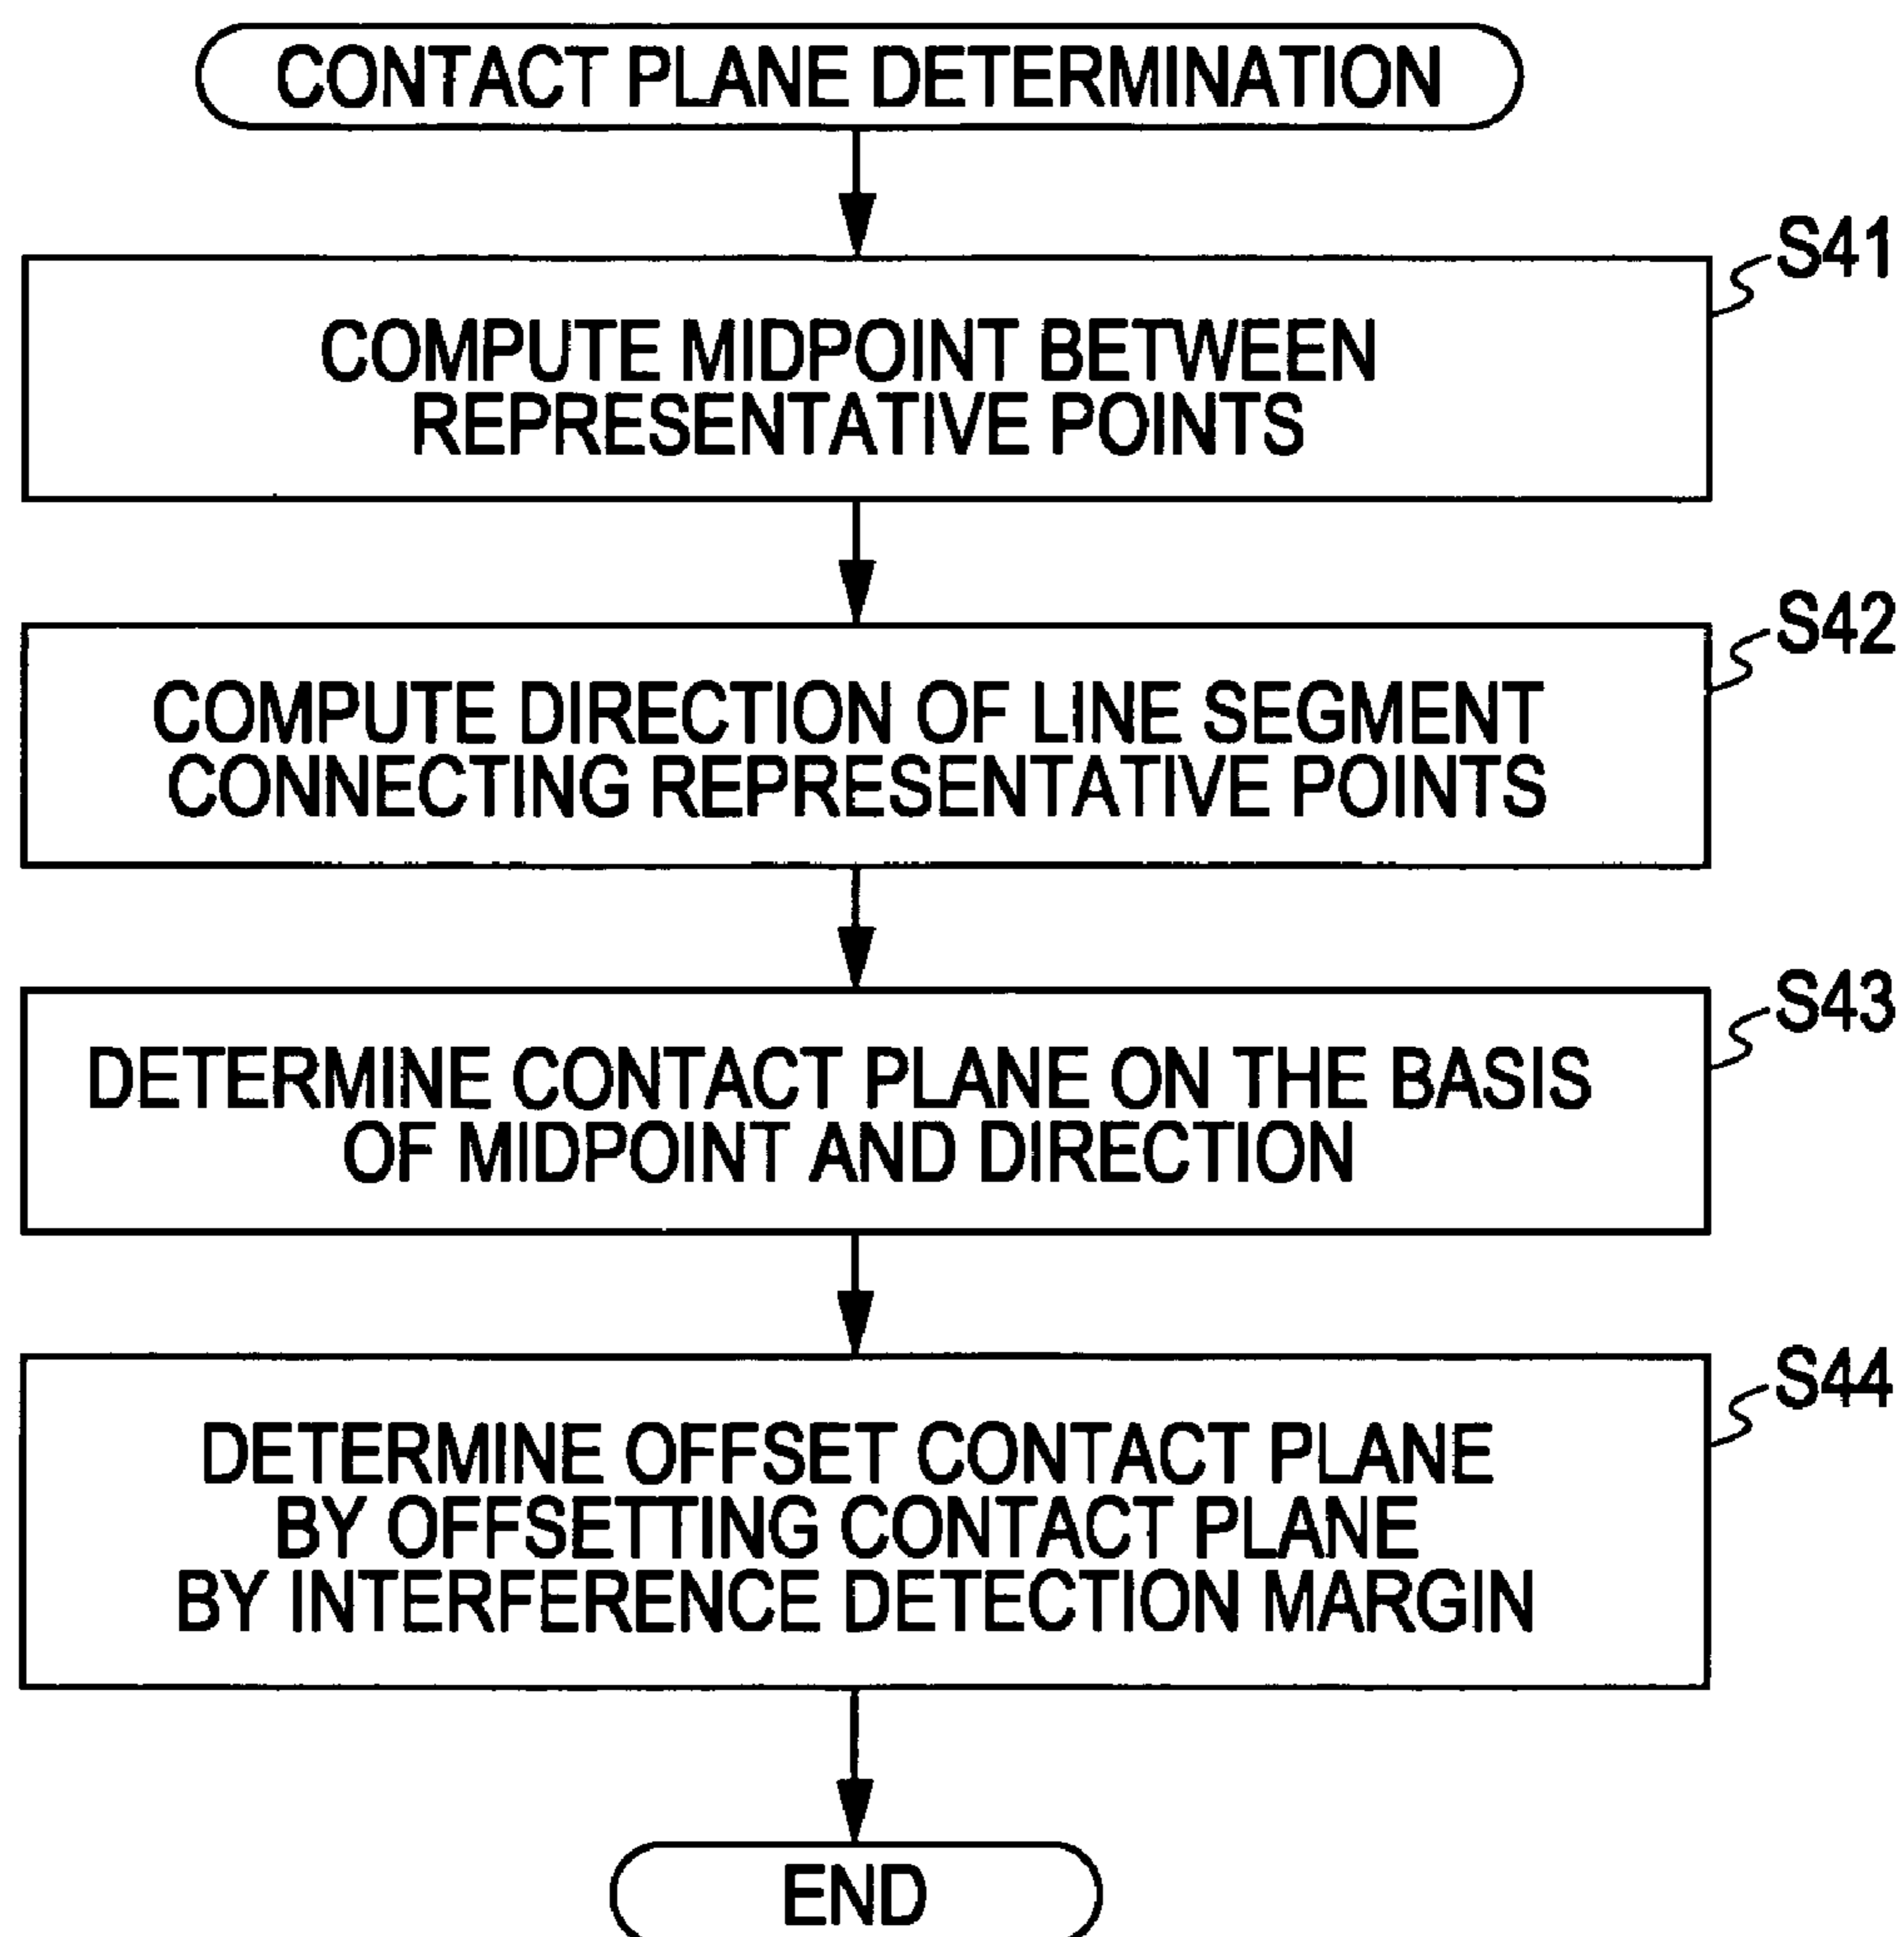 CONTACT PLANE DETERMINATION
S41
COMPUTE MIDPOINT BETWEEN
REPRESENTATIVE POINTS
S42
COMPUTE DIRECTION OF LINE SEGMENT
CONNECTING REPRESENTATIVE POINTS
S43
DETERMINE CONTACT PLANE ON THE BASIS
OF MIDPOINT AND DIRECTION
S44
DETERMINE OFFSET CONTACT PLANE
BY OFFSETTING CONTACT PLANE
BY INTERFERENCE DETECTION MARGIN
END